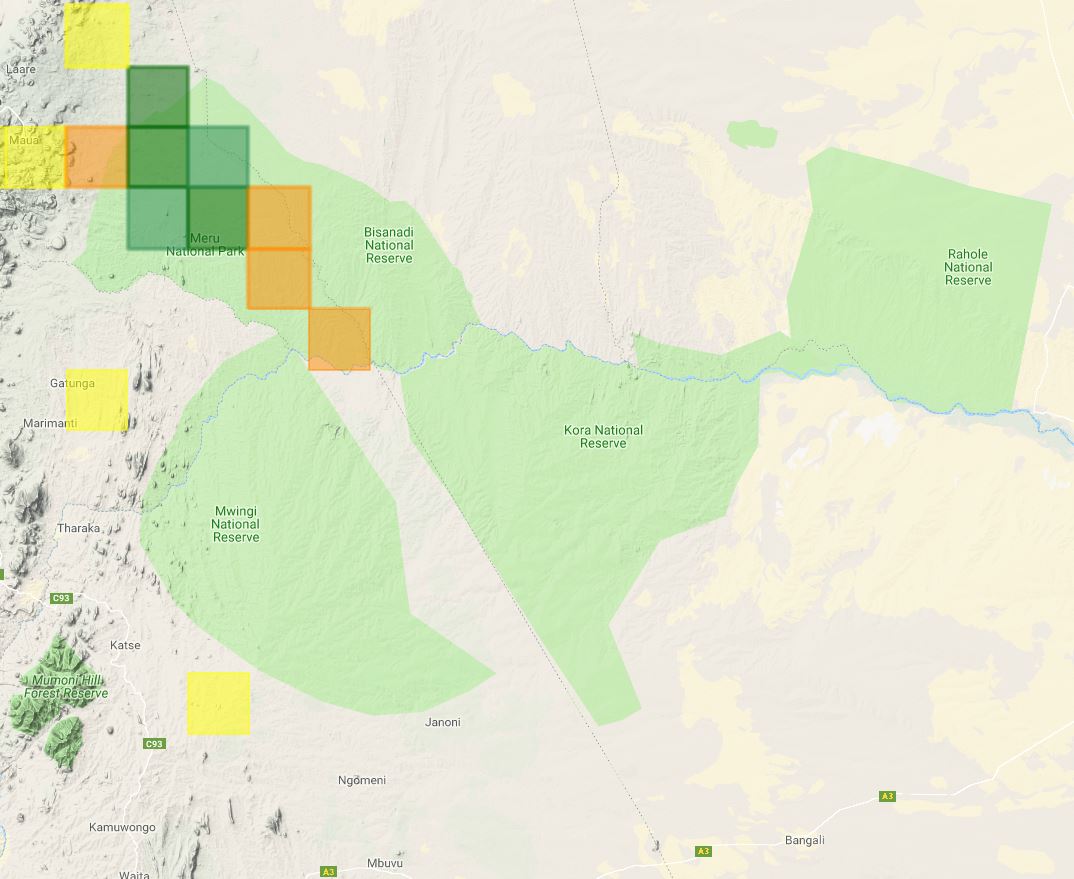 Laare
Maua
Meru
National Park
Bisanadi
National
Reserve
Rahole
National
Reserve
Gatunga
Marimanti
Kora National
Reserve
Mwingi
National
Reserve
Tharaka
C93
Katse
Mumoni Hill
Forest Reserve
Janoni
C93
Ngomeni
A3
Kamuwongo
Bangali
A3
Mbuvu
A3
Waita